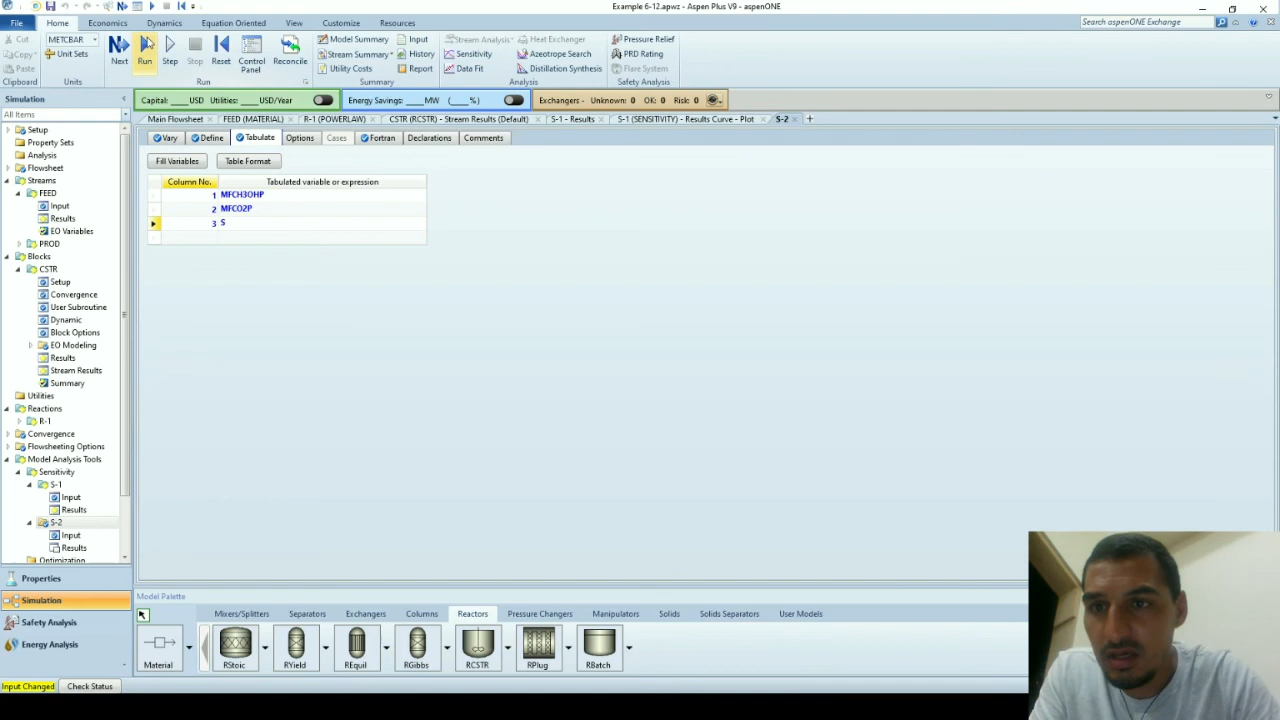 Example 6-12.apwz - Aspen Plus V9 - aspenONE
File Home Economics Dynamics Equation Oriented View Customize Resources Search aspenONE Exchange
Cut METCBAR Model Summary Input Stream Analysis Heat Exchanger Pressure Relief
Copy Unit Sets Next Run Step Stop Reset Control Panel Reconcile Stream Summary History Sensitivity Azeotrope Search PRD Rating
Paste Utility Costs Report Data Fit Distillation Synthesis Flare System
Clipboard Units Run Summary Analysis Safety Analysis
Simulation
Capital: ____ USD Utilities: ____ USD/Year Energy Savings: ____ MW (____ %) Exchangers - Unknown: 0 OK: 0 Risk: 0
All Items
Main Flowsheet FEED (MATERIAL) R-1 (POWERLAW) CSTR (RCSTR) - Stream Results (Default) S-1 - Results S-1 (SENSITIVITY) - Results Curve - Plot S-2
Vary Define Tabulate Options Cases Fortran Declarations Comments
Fill Variables Table Format
Column No. Tabulated variable or expression
1 MFCH3OHP
2 MFCO2P
3 S
Setup
Property Sets
Analysis
Flowsheet
Streams
FEED
Input
Results
EO Variables
PROD
Blocks
CSTR
Setup
Convergence
User Subroutine
Dynamic
Block Options
EO Modeling
Results
Stream Results
Summary
Utilities
Reactions
R-1
Convergence
Flowsheeting Options
Model Analysis Tools
Sensitivity
S-1
Input
Results
S-2
Input
Results
Optimization
Properties
Simulation
Safety Analysis
Energy Analysis
Model Palette
Mixers/Splitters Separators Exchangers Columns Reactors Pressure Changers Manipulators Solids Solids Separators User Models
Material RStoic RYield REquil RGibbs RCSTR RPlug RBatch
Input Changed Check Status